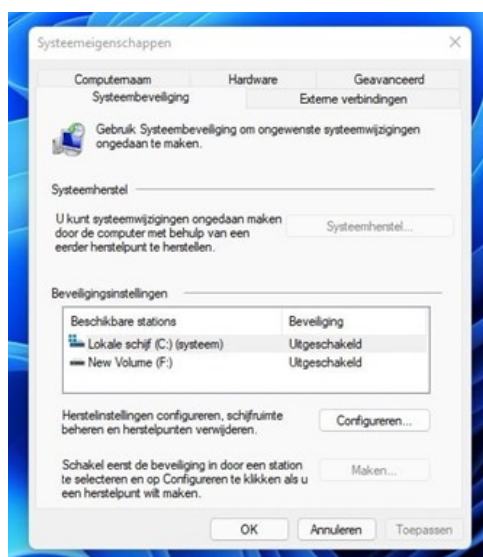 Systeemeigenschappen
Computernaam
Hardware
Geavanceerd
Systeembeveiliging
Externe verbindingen
Gebruik Systeembeveiliging om ongewenste systeemwijzigingen
ongedaan te maken.
Systeemherstel
U kunt systeemwijzigingen ongedaan maken
door de computer met behulp van een
eerder herstelpunt te herstellen.
Systeemherstel...
Beveiligingsinstellingen
Beschikbare stations
Beveiliging
Lokale schijf (C:) (systeem)
Uitgeschakeld
New Volume (F:)
Uitgeschakeld
Herstelinstellingen configureren, schijfruimte
beheren en herstelpunten verwijderen.
Configureren...
Schakel eerst de beveiliging in door een station
te selecteren en op Configureren te klikken als u
een herstelpunt wilt maken.
Maken...
OK
Annuleren
Toepassen